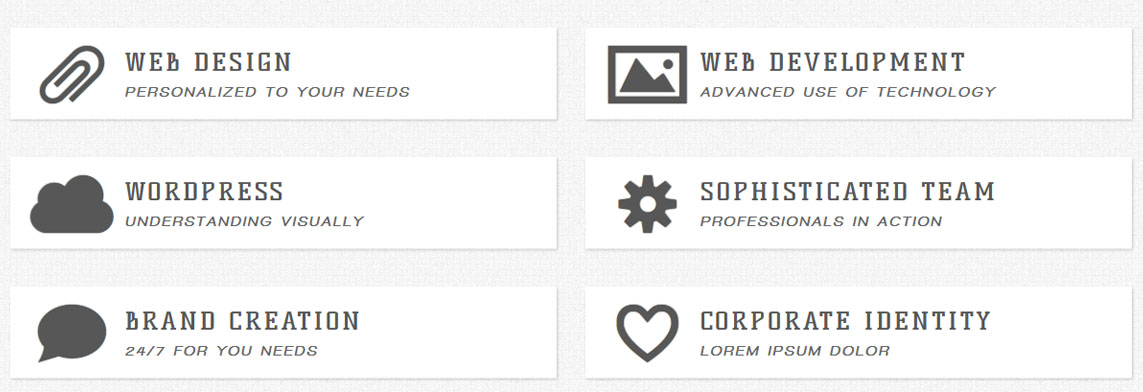 WEB DESIGN
PERSONALIZED TO YOUR NEEDS
WEB DEVELOPMENT
ADVANCED USE OF TECHNOLOGY
WORDPRESS
UNDERSTANDING VISUALLY
SOPHISTICATED TEAM
PROFESSIONALS IN ACTION
BRAND CREATION
24/7 FOR YOU NEEDS
CORPORATE IDENTITY
LOREM IPSUM DOLOR